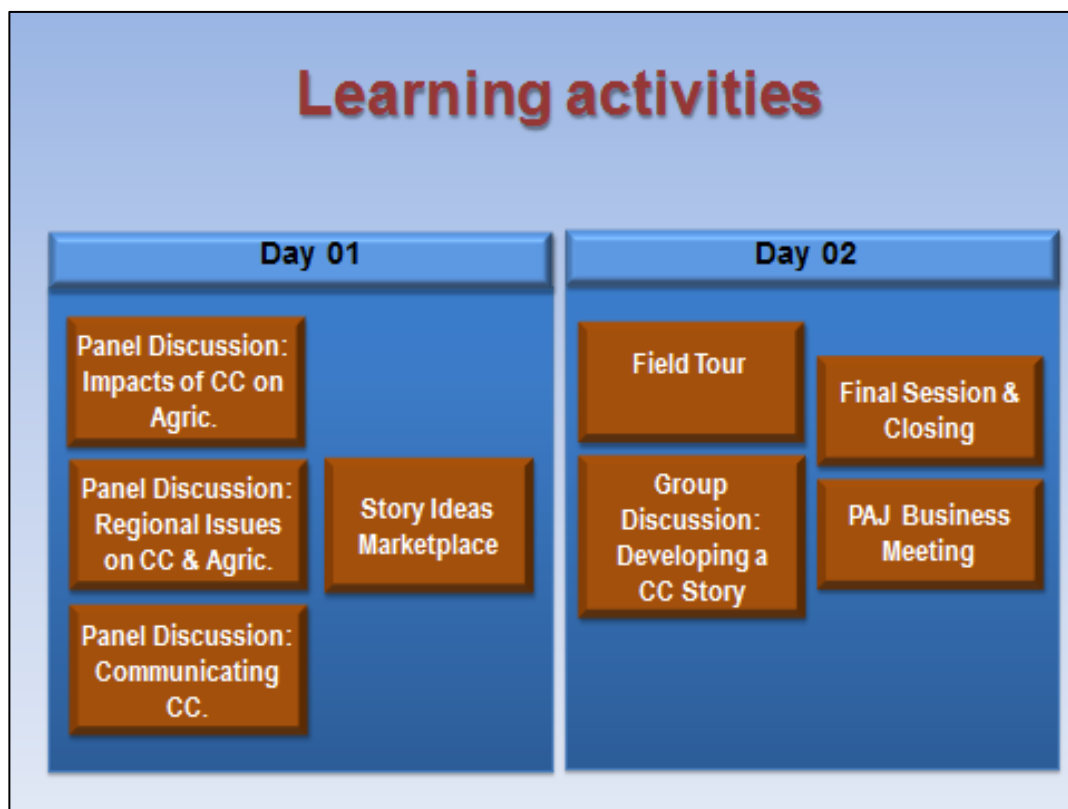 Learning activities
Day 01
Panel Discussion:
Impacts of CC on
Agric.
Panel Discussion:
Regional Issues
on CC & Agric.
Panel Discussion:
Communicating
CC.
Story Ideas
Marketplace
Day 02
Field Tour
Group
Discussion:
Developing a
CC Story
Final Session &
Closing
PAJ Business
Meeting